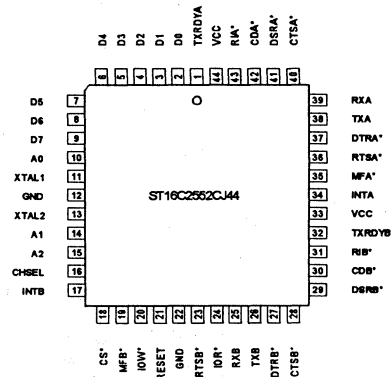 D4 D3 D2 D1 D0 TXRDYA VCC RIA* CDA* DSRA* CTSA*
6 5 4 3 2 1 44 43 42 41 40
D5 7 39 RXA
D6 8 38 TXA
D7 9 37 DTRA*
A0 10 36 RTSA*
XTAL1 11 35 MFA*
GND 12 ST16C2552CJ44 34 INTA
XTAL2 13 33 VCC
A1 14 32 TXRDYB
A2 15 31 RIB*
CHSEL 16 30 CDB*
INTB 17 29 DSRB*
18 19 20 21 22 23 24 25 26 27 28
CS* MFB* IOW* RESET GND RTSB* IOR* RXB TXB DTRB* CTSB*